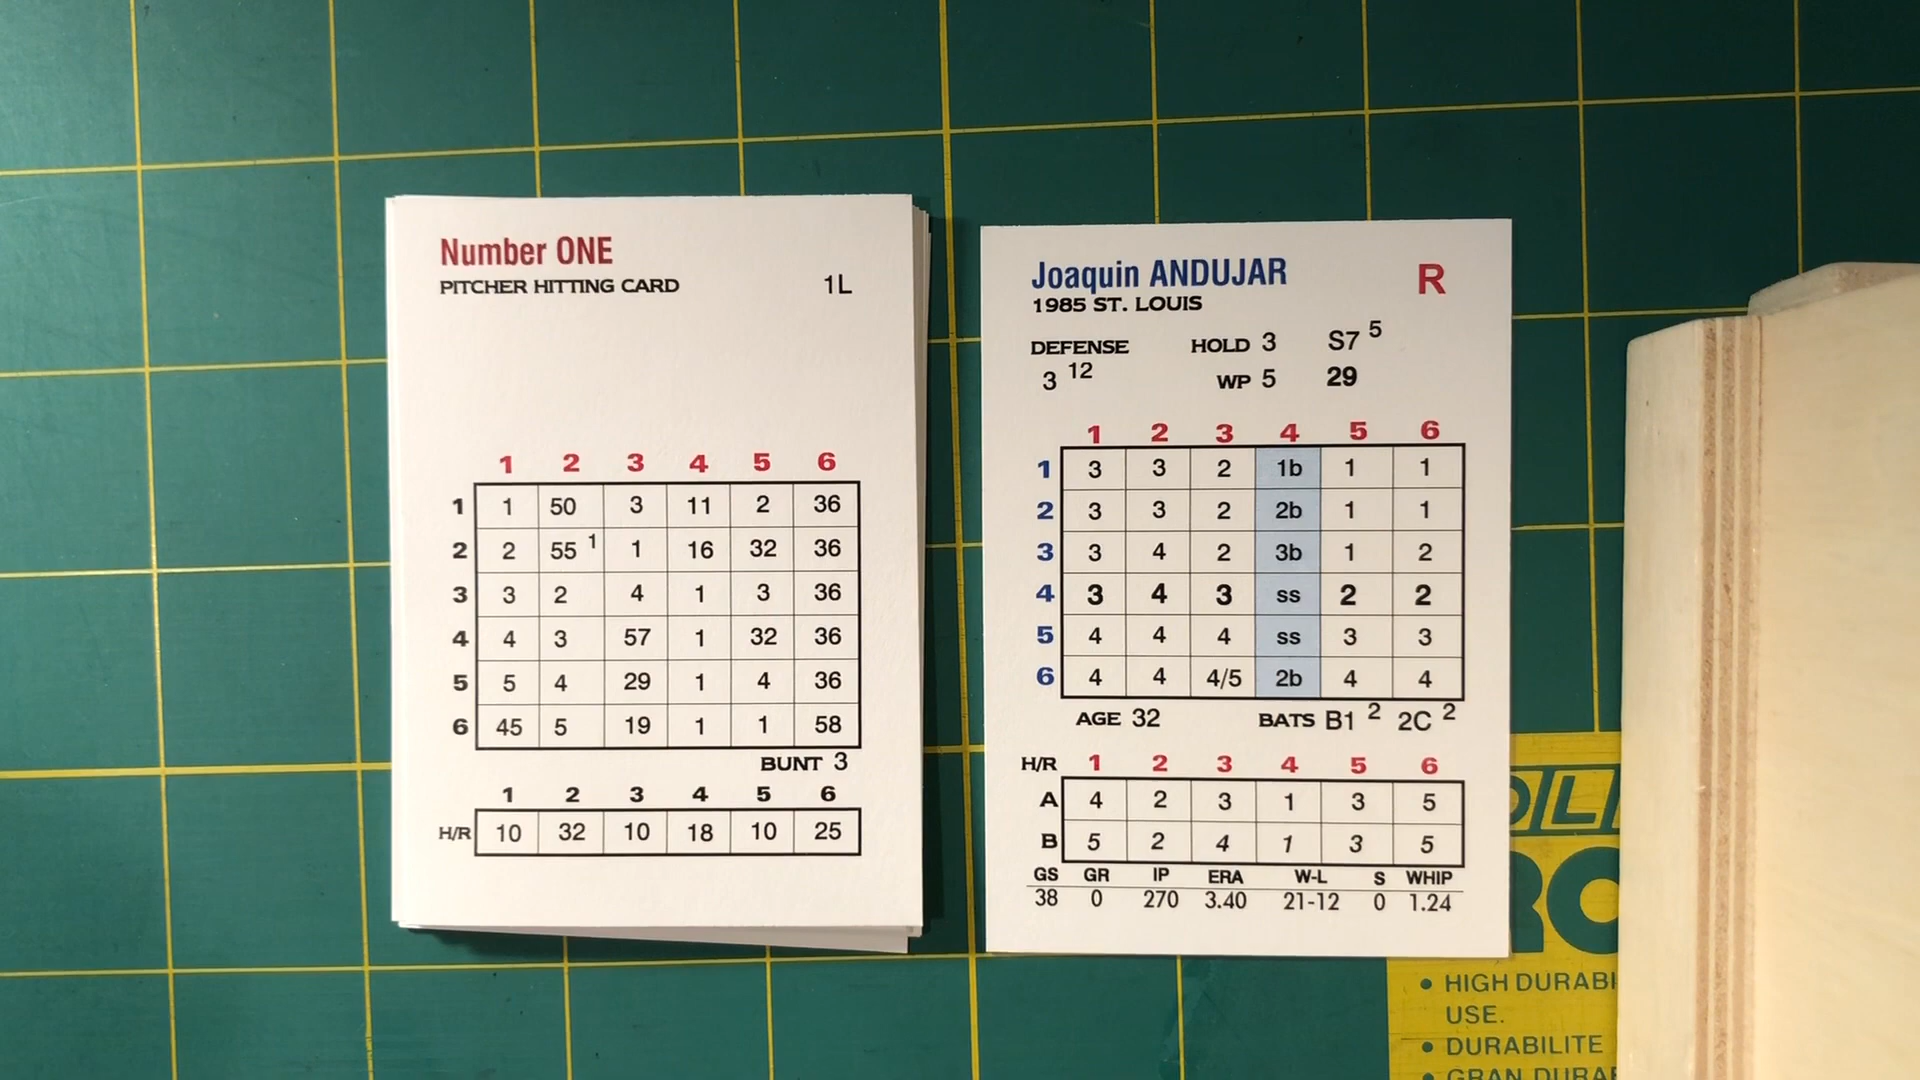 Number ONE
PITCHER HITTING CARD 1L
1 2 3 4 5 6
1 1 50 3 11 2 36
2 2 55 1 1 16 32 36
3 3 2 4 1 3 36
4 4 3 57 1 32 36
5 5 4 29 1 4 36
6 45 5 19 1 1 58
BUNT 3
1 2 3 4 5 6
H/R 10 32 10 18 10 25
Joaquin ANDUJAR R
1985 ST. LOUIS
DEFENSE HOLD 3 S7 5
3 12 WP 5 29
1 2 3 4 5 6
1 3 3 2 1b 1 1
2 3 3 2 2b 1 1
3 3 4 2 3b 1 2
4 3 4 3 ss 2 2
5 4 4 4 ss 3 3
6 4 4 4/5 2b 4 4
AGE 32 BATS B1 2 2C 2
H/R 1 2 3 4 5 6
A 4 2 3 1 3 5
B 5 2 4 1 3 5
GS GR IP ERA W-L S WHIP
38 0 270 3.40 21-12 0 1.24
• HIGH
USE.
• DURABILITE
• GRAN